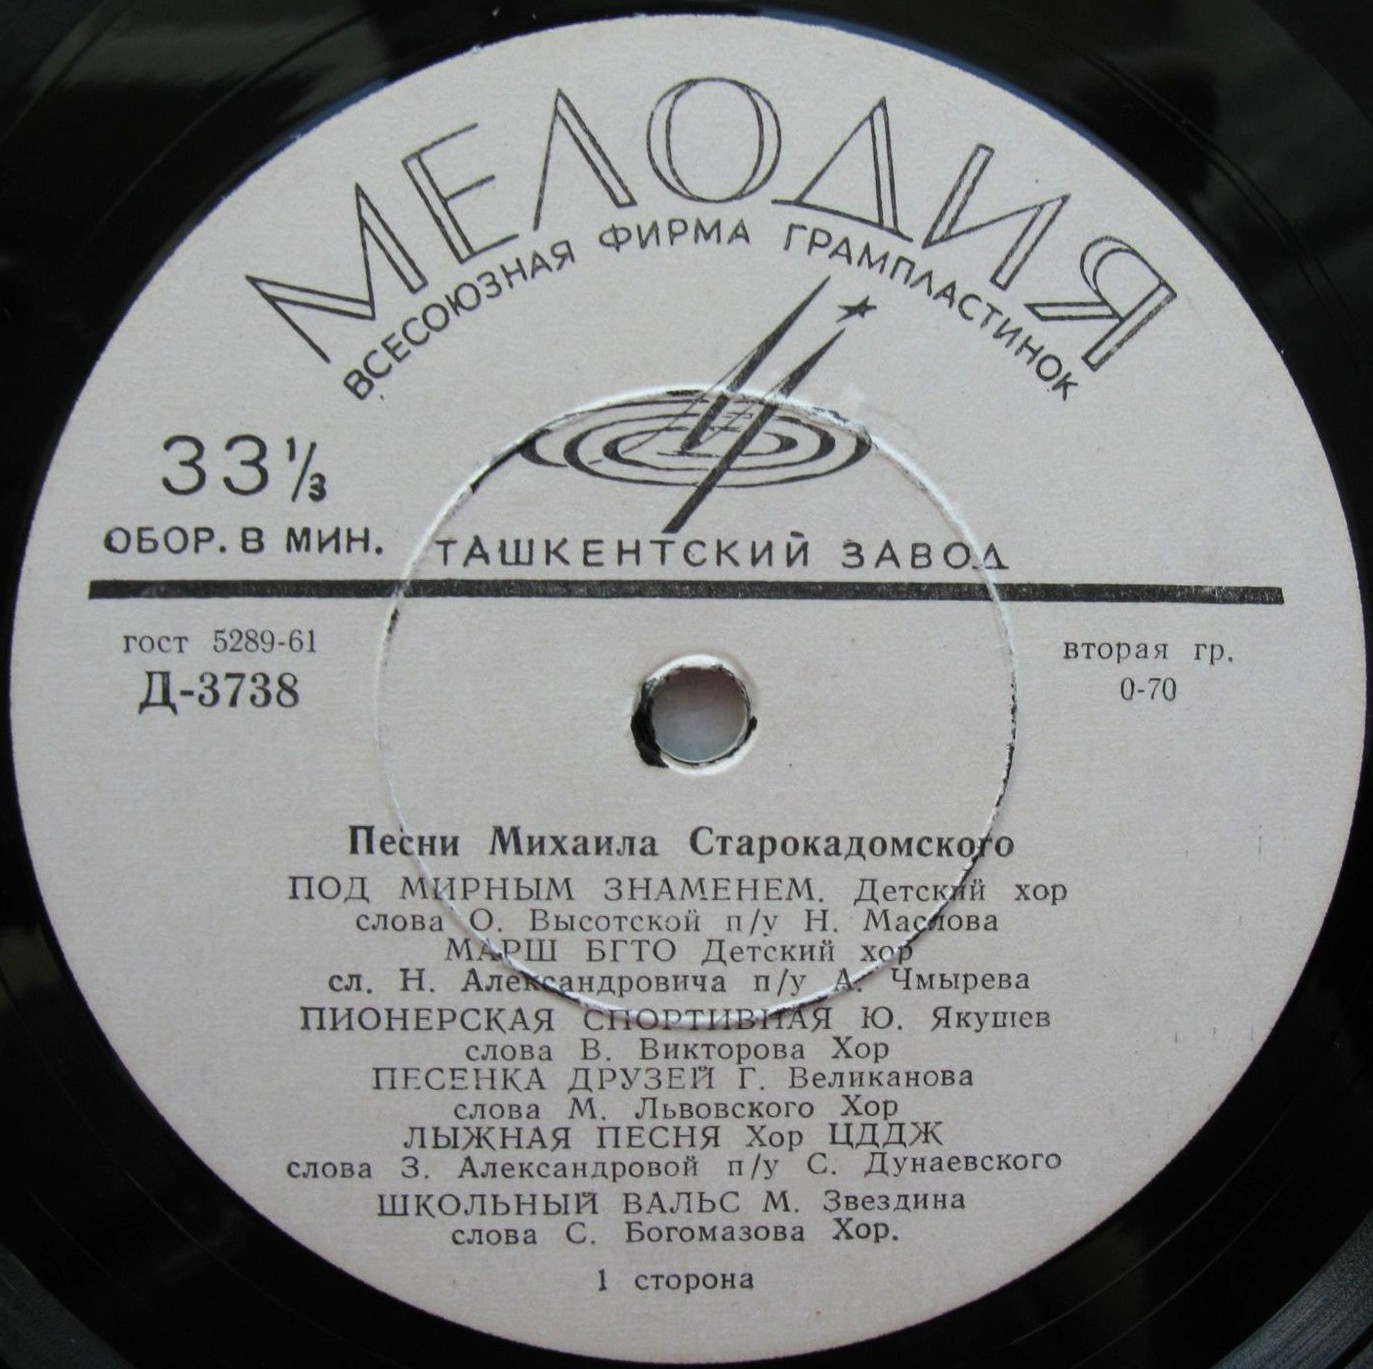 МЕЛОДИЯ
ВСЕСОЮЗНАЯ ФИРМА ГРАМПЛАСТИНОК
33 1/3
ОБОР. В МИН.
ТАШКЕНТСКИЙ ЗАВОД
гост 5289-61
вторая гр.
Д-3738
0-70
Песни Михаила Старокадомского
ПОД МИРНЫМ ЗНАМЕНЕМ. Детский хор
слова О. Высотской п/у Н. Маслова
МАРШ БГТО Детский хор
сл. Н. Александровича п/у А. Чмырева
ПИОНЕРСКАЯ СПОРТИВНАЯ Ю. Якушев
слова В. Викторова Хор
ПЕСЕНКА ДРУЗЕЙ Г. Великанова
слова М. Львовского Хор
ЛЫЖНАЯ ПЕСНЯ Хор ЦДДЖ
слова З. Александровой п/у С. Дунаевского
ШКОЛЬНЫЙ ВАЛЬС М. Звездина
слова С. Богомазова Хор.
1 сторона